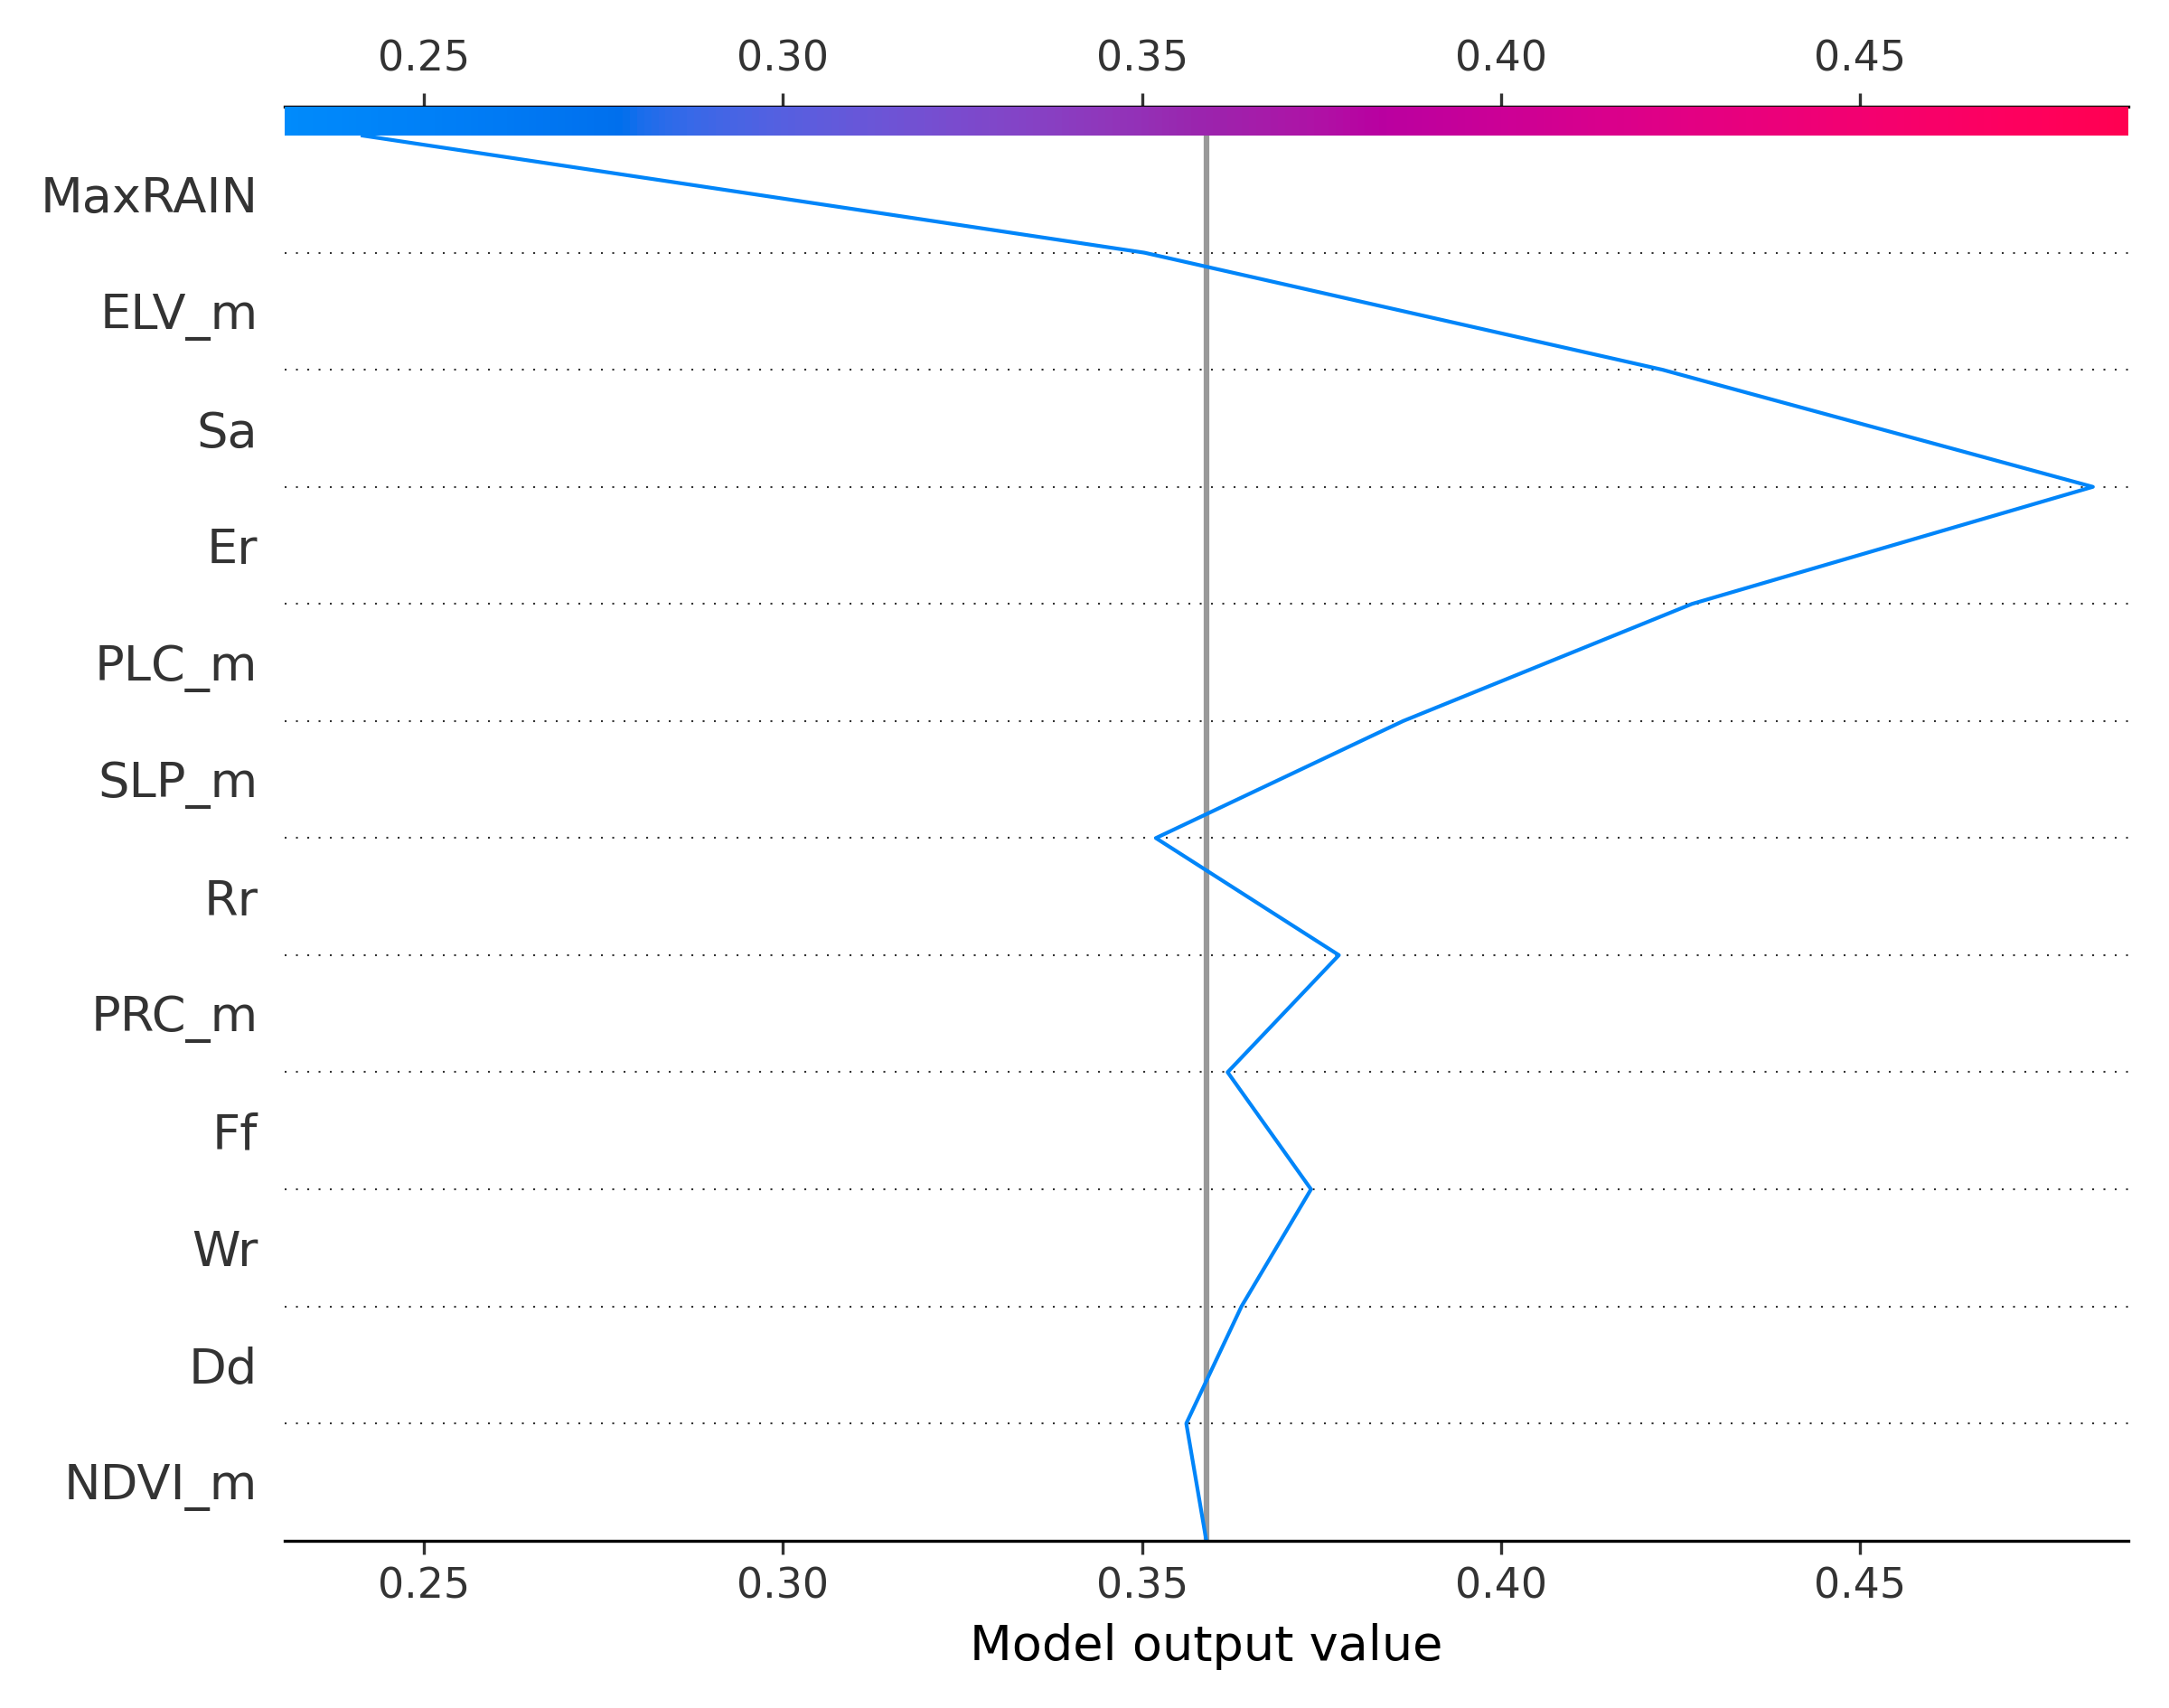 0.25 0.30 0.35 0.40 0.45
MaxRAIN
ELV_m
Sa
Er
PLC_m
SLP_m
Rr
PRC_m
Ff
Wr
Dd
NDVI_m
0.25 0.30 0.35 0.40 0.45
Model output value